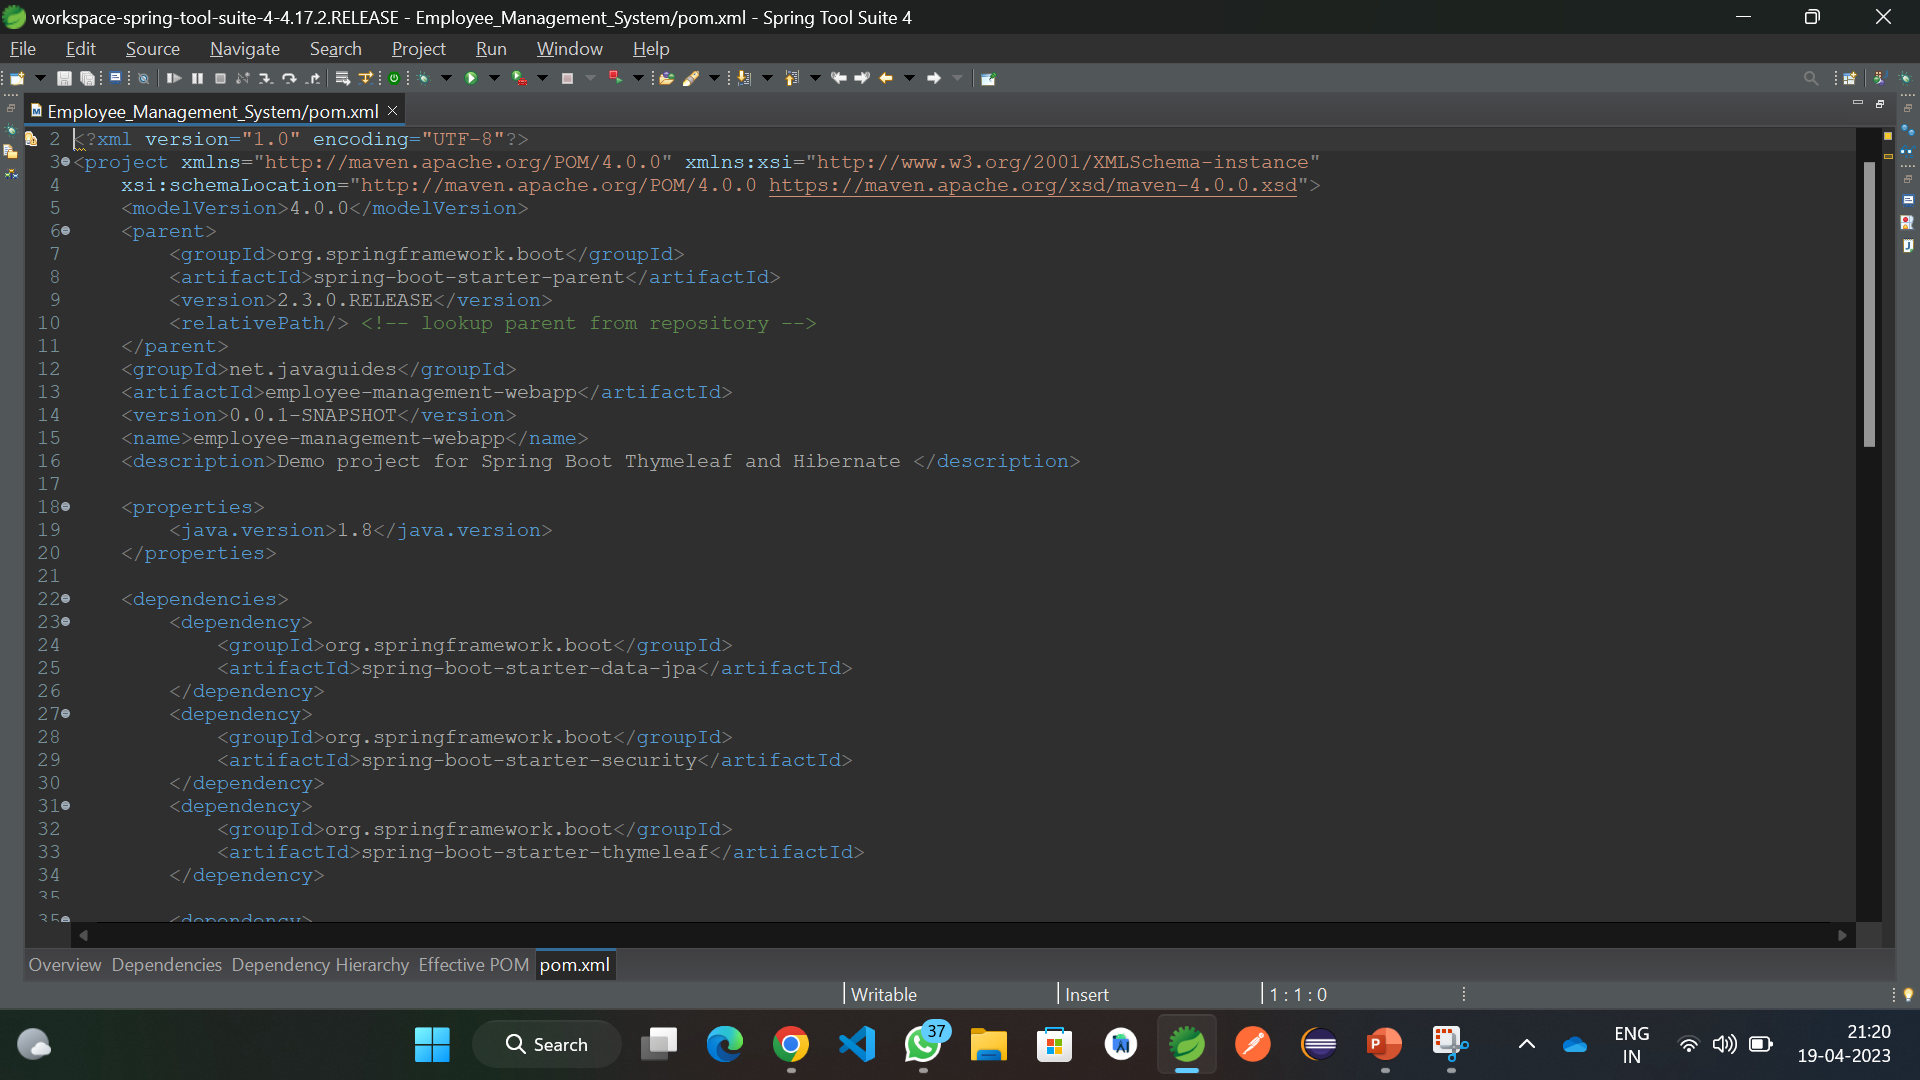 workspace-spring-tool-suite-4-4.17.2.RELEASE - Employee_Management_System/pom.xml - Spring Tool Suite 4
File Edit Source Navigate Search Project Run Window Help
Employee_Management_System/pom.xml
2 <?xml version="1.0" encoding="UTF-8"?>
3 <project xmlns="http://maven.apache.org/POM/4.0.0" xmlns:xsi="http://www.w3.org/2001/XMLSchema-instance"
4 xsi:schemaLocation="http://maven.apache.org/POM/4.0.0 https://maven.apache.org/xsd/maven-4.0.0.xsd">
5 <modelVersion>4.0.0</modelVersion>
6 <parent>
7 <groupId>org.springframework.boot</groupId>
8 <artifactId>spring-boot-starter-parent</artifactId>
9 <version>2.3.0.RELEASE</version>
10 <relativePath/> <!-- lookup parent from repository -->
11 </parent>
12 <groupId>net.javaguides</groupId>
13 <artifactId>employee-management-webapp</artifactId>
14 <version>0.0.1-SNAPSHOT</version>
15 <name>employee-management-webapp</name>
16 <description>Demo project for Spring Boot Thymeleaf and Hibernate </description>
17
18 <properties>
19 <java.version>1.8</java.version>
20 </properties>
21
22 <dependencies>
23 <dependency>
24 <groupId>org.springframework.boot</groupId>
25 <artifactId>spring-boot-starter-data-jpa</artifactId>
26 </dependency>
27 <dependency>
28 <groupId>org.springframework.boot</groupId>
29 <artifactId>spring-boot-starter-security</artifactId>
30 </dependency>
31 <dependency>
32 <groupId>org.springframework.boot</groupId>
33 <artifactId>spring-boot-starter-thymeleaf</artifactId>
34 </dependency>
35
35 <dependency>
Overview Dependencies Dependency Hierarchy Effective POM pom.xml
Writable Insert 1 : 1 : 0
Search 37 ENG 21:20
IN 19-04-2023